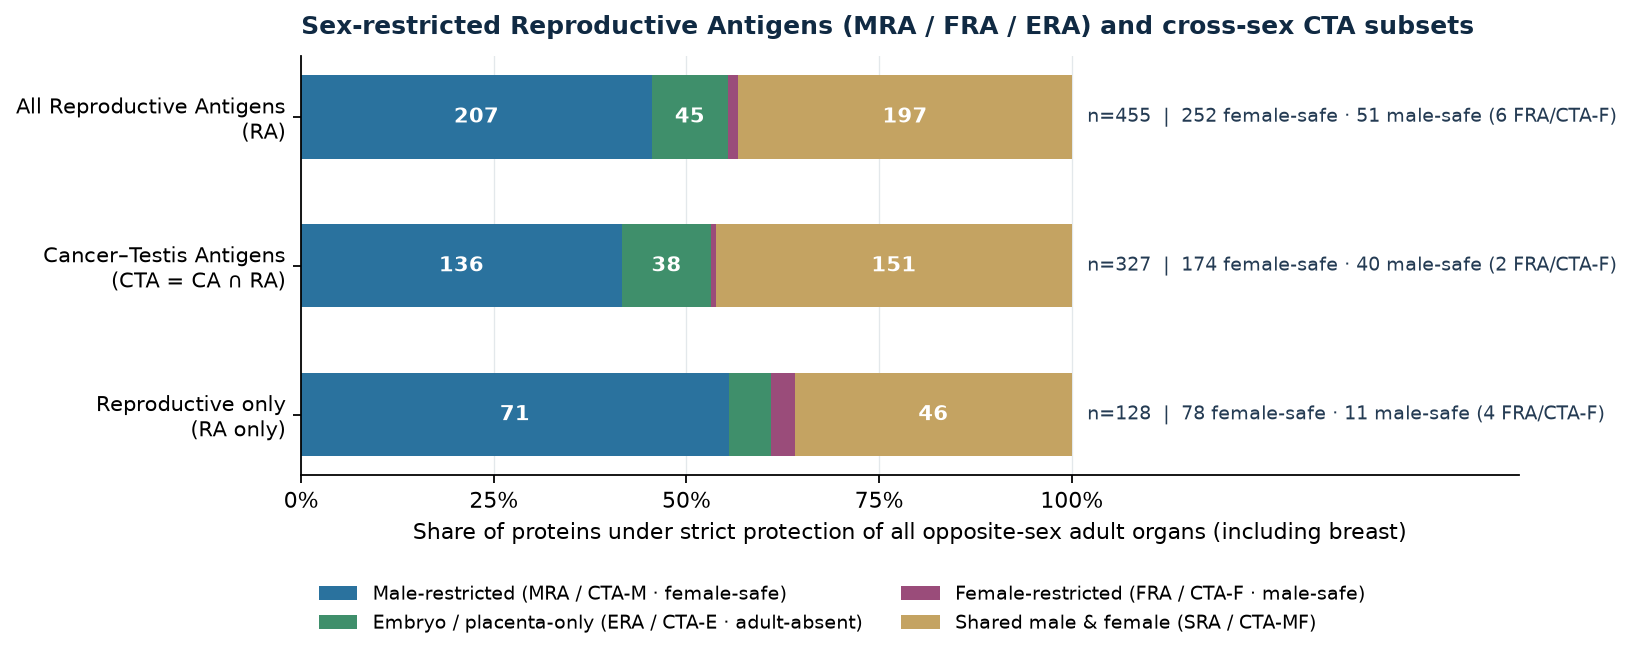 Sex-restricted Reproductive Antigens (MRA / FRA / ERA) and cross-sex CTA subsets
All Reproductive Antigens
(RA)
207
45
197
n=455 | 252 female-safe · 51 male-safe (6 FRA/CTA-F)
Cancer–Testis Antigens
(CTA = CA ∩ RA)
136
38
151
n=327 | 174 female-safe · 40 male-safe (2 FRA/CTA-F)
Reproductive only
(RA only)
71
46
n=128 | 78 female-safe · 11 male-safe (4 FRA/CTA-F)
0%
25%
50%
75%
100%
Share of proteins under strict protection of all opposite-sex adult organs (including breast)
Male-restricted (MRA / CTA-M · female-safe)
Embryo / placenta-only (ERA / CTA-E · adult-absent)
Female-restricted (FRA / CTA-F · male-safe)
Shared male & female (SRA / CTA-MF)